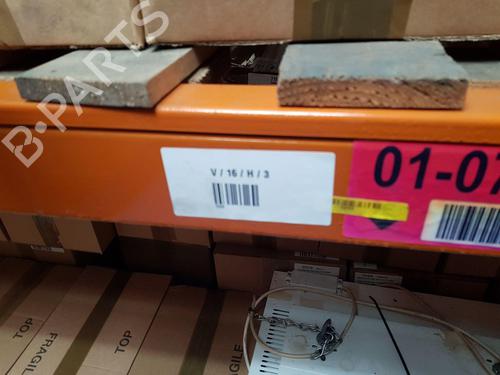 B-PARTS
V / 16 / H / 3
01-07
TOP
FRAGILE
TOP
FRAGILE